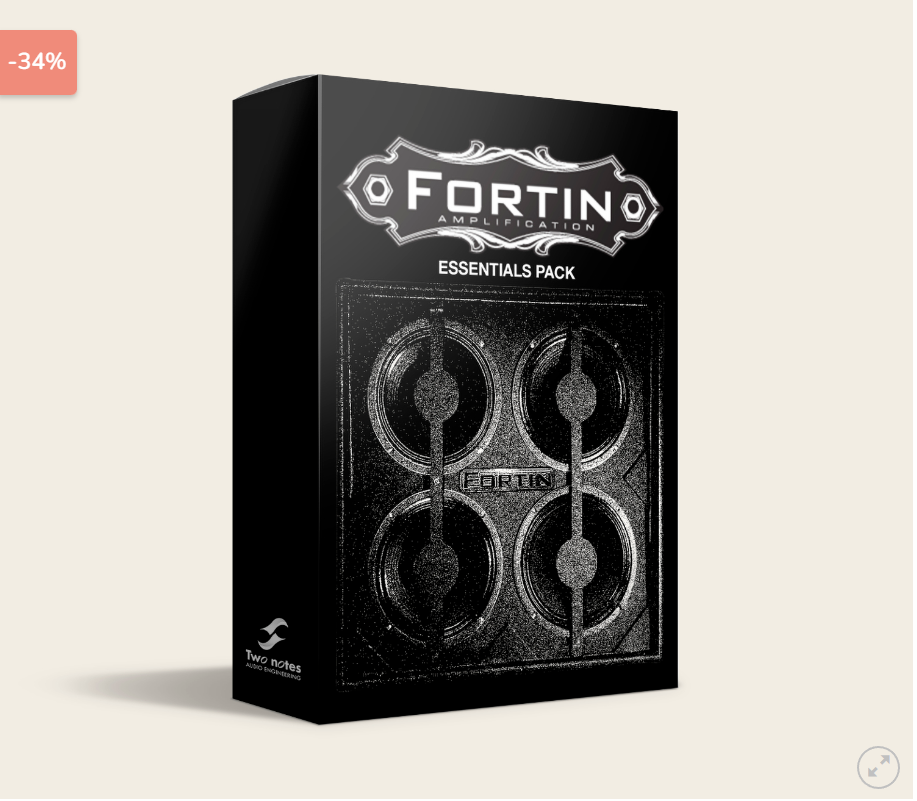 -34%
FORTIN
AMPLIFICATION
ESSENTIALS PACK
FORTIN
Two notes
AUDIO ENGINEERING